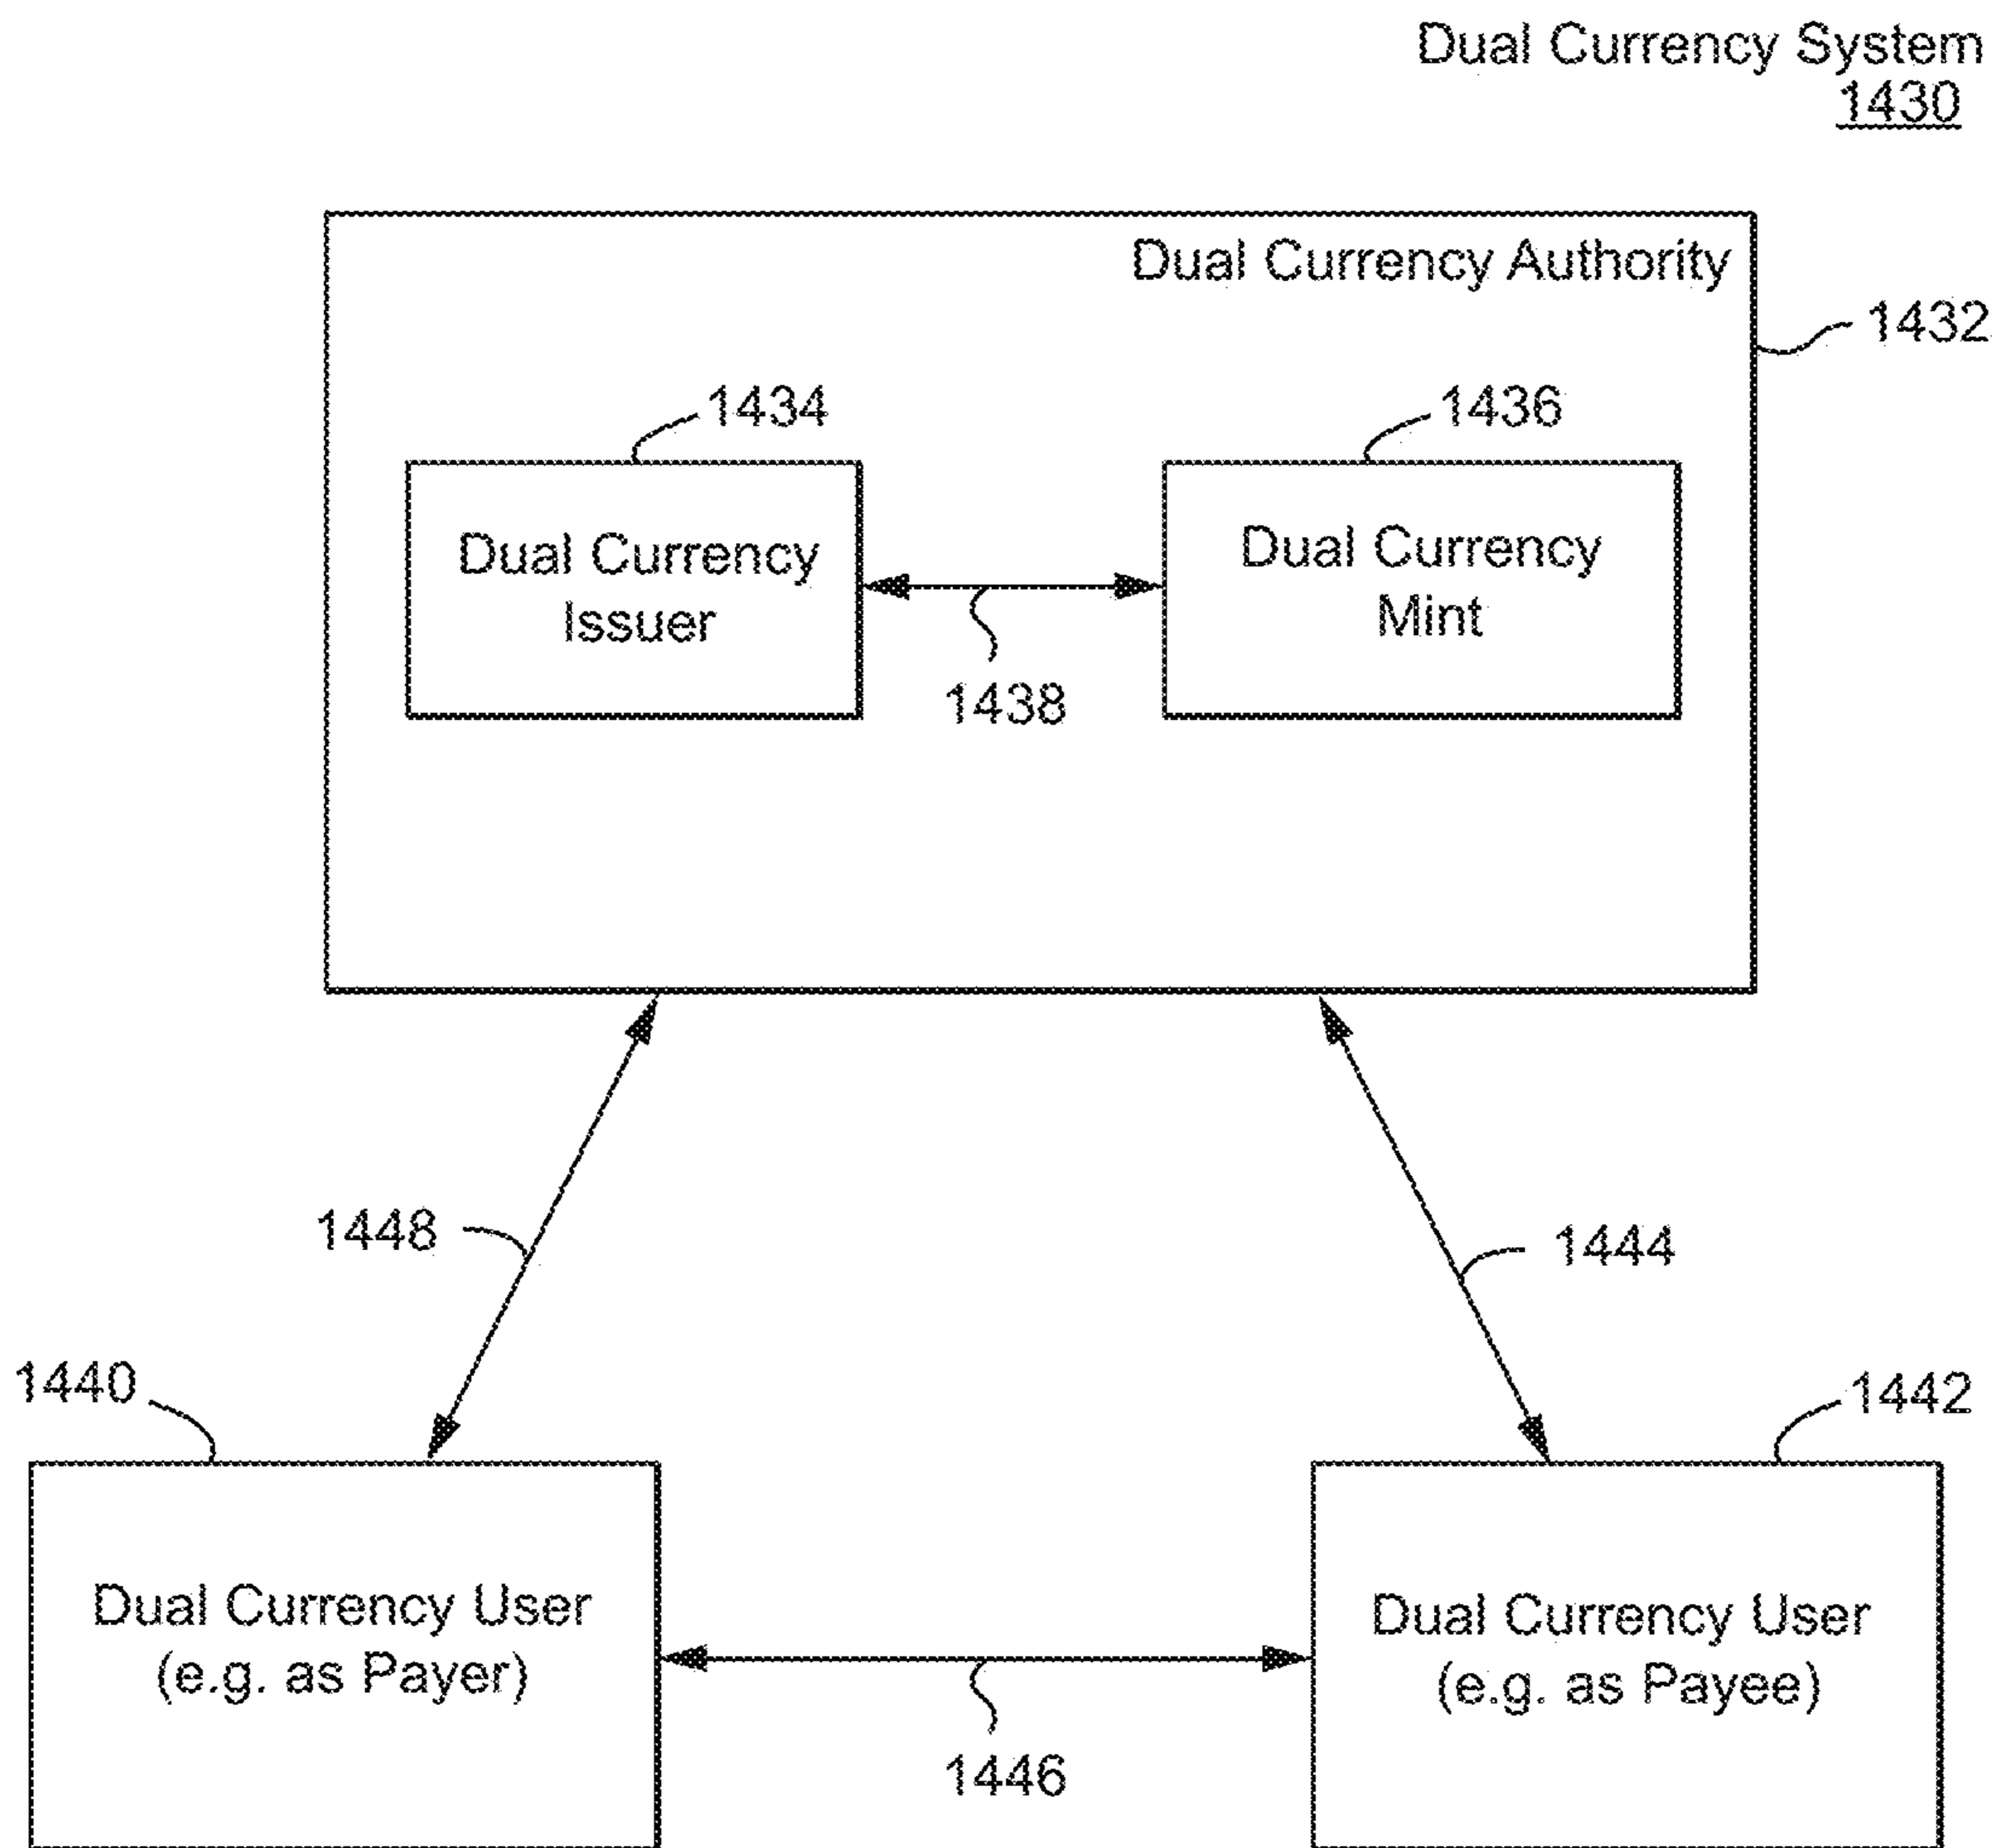 Dual Currency System
1430
Dual Currency Authority
1432
1434
1436
Dual Currency
Issuer
Dual Currency
Mint
1438
1448
1444
1440
1442
Dual Currency User
(e.g. as Payer)
Dual Currency User
(e.g. as Payee)
1446